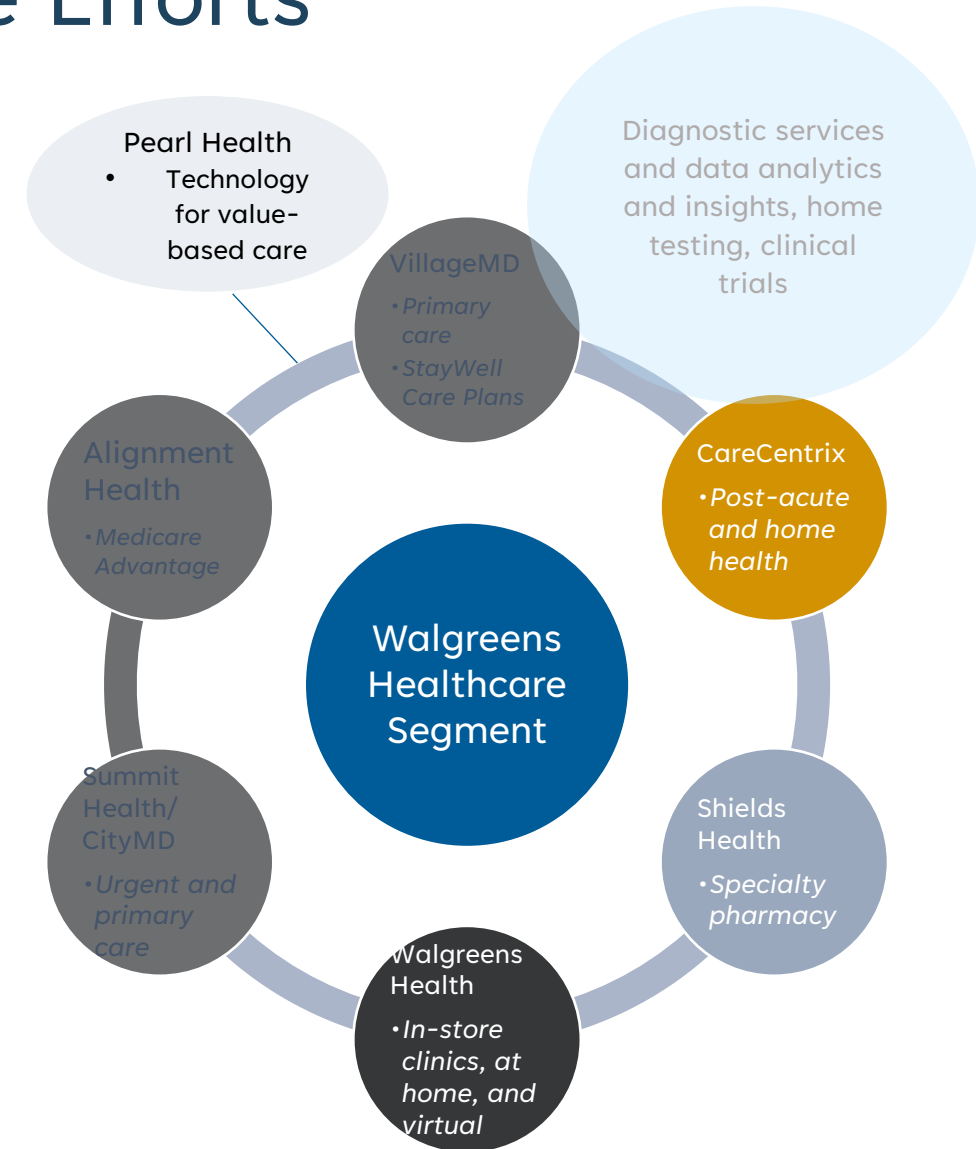 e Efforts
Pearl Health
• Technology
for value-
based care
Diagnostic services
and data analytics
and insights, home
testing, clinical
trials
VillageMD
• Primary
care
• StayWell
Care Plans
Alignment
Health
• Medicare
Advantage
CareCentrix
• Post-acute
and home
health
Walgreens
Healthcare
Segment
Summit
Health/
CityMD
• Urgent and
primary
care
Shields
Health
• Specialty
pharmacy
Walgreens
Health
• In-store
clinics, at
home, and
virtual